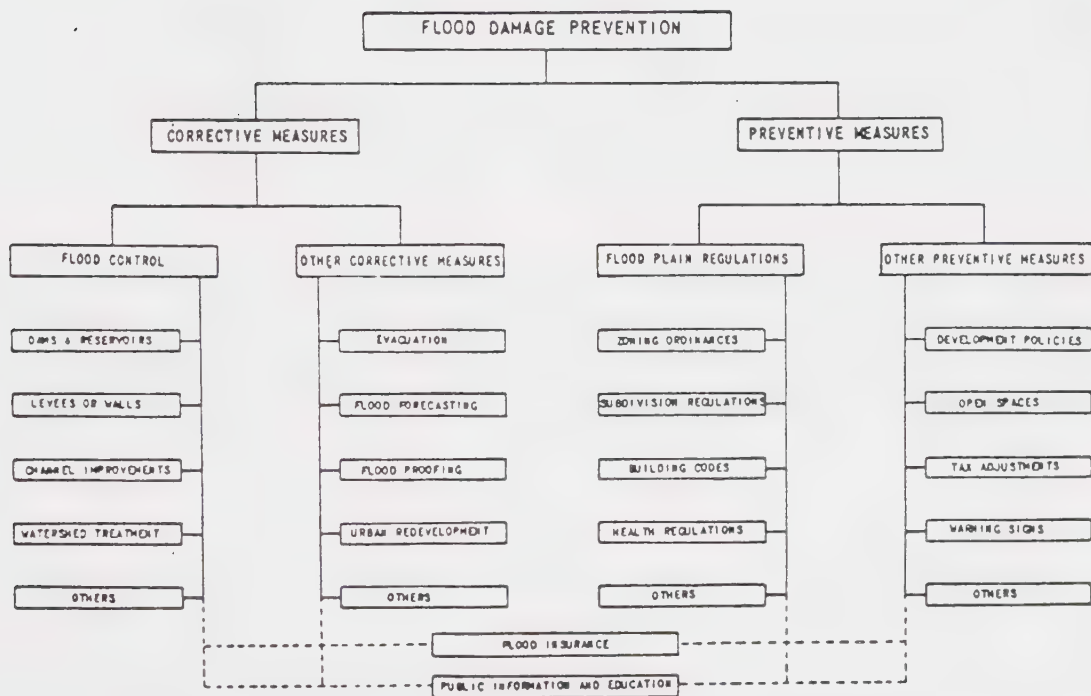 FLOOD DAMAGE PREVENTION
CORRECTIVE MEASURES
PREVENTIVE MEASURES
FLOOD CONTROL
OTHER CORRECTIVE MEASURES
FLOOD PLAIN REGULATIONS
OTHER PREVENTIVE MEASURES
DAMS & RESERVOIRS
EVACUATION
ZONING ORDINANCES
DEVELOPMENT POLICIES
LEVEES OR WALLS
FLOOD FORECASTING
SUBDIVISION REGULATIONS
OPEN SPACES
CHANNEL IMPROVEMENTS
FLOOD PROOFING
BUILDING CODES
TAX ADJUSTMENTS
WATERSHED TREATMENT
URBAN REDEVELOPMENT
HEALTH REGULATIONS
WARNING SIGNS
OTHERS
OTHERS
OTHERS
OTHERS
FLOOD INSURANCE
PUBLIC INFORMATION AND EDUCATION